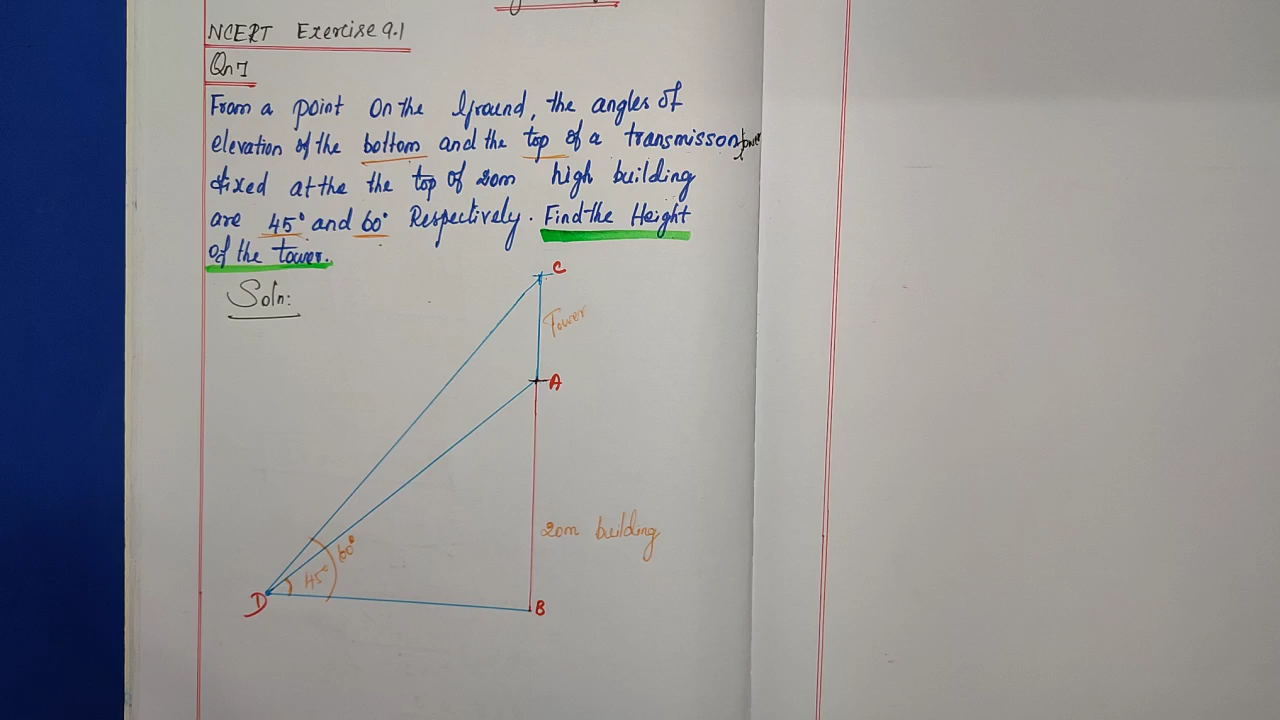 NCERT Exercise 9.1
Qn 7
From a point on the Ground, the angles of
elevation of the bottom and the top of a transmisson tower
fixed at the the top of 20m high building
are 45° and 60° Respectively. Find the Height
of the tower.
Soln:
C
Tower
A
20m building
60°
45°
D
B